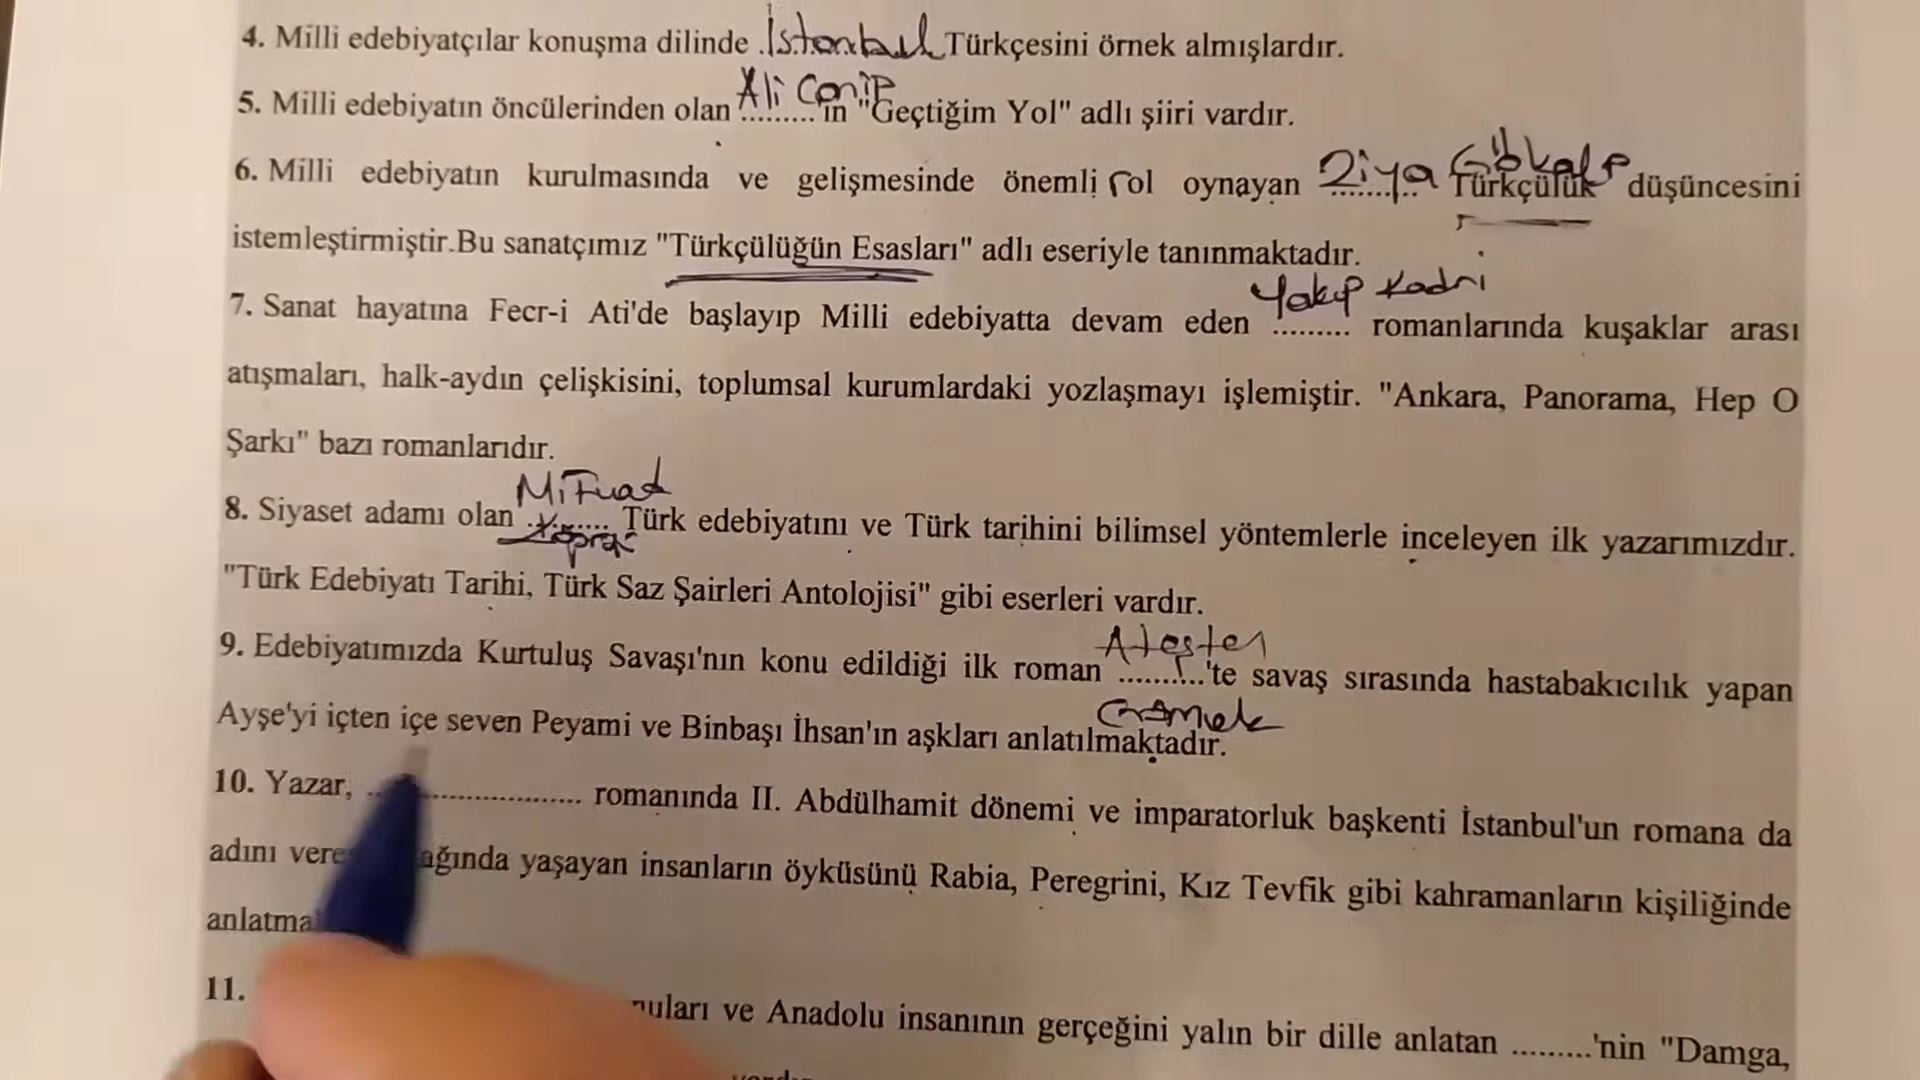 4. Milli edebiyatçılar konuşma dilinde İstanbul Türkçesini örnek almışlardır.
Ali Canip
5. Milli edebiyatın öncülerinden olan .........'in "Geçtiğim Yol" adlı şiiri vardır.
6. Milli edebiyatın kurulmasında ve gelişmesinde önemli rol oynayan Ziya Gökalp Türkçülük düşüncesini
istemleştirmiştir.Bu sanatçımız "Türkçülüğün Esasları" adlı eseriyle tanınmaktadır.
Yakup Kadri
7. Sanat hayatına Fecr-i Ati'de başlayıp Milli edebiyatta devam eden ......... romanlarında kuşaklar arası
atışmaları, halk-aydın çelişkisini, toplumsal kurumlardaki yozlaşmayı işlemiştir. "Ankara, Panorama, Hep O
Şarkı" bazı romanlarıdır.
Fuad
8. Siyaset adamı olan ......... Türk edebiyatını ve Türk tarihini bilimsel yöntemlerle inceleyen ilk yazarımızdır.
"Türk Edebiyatı Tarihi, Türk Saz Şairleri Antolojisi" gibi eserleri vardır.
Ateşten
9. Edebiyatımızda Kurtuluş Savaşı'nın konu edildiği ilk roman ..........'te savaş sırasında hastabakıcılık yapan
Gömlek
Ayşe'yi içten içe seven Peyami ve Binbaşı İhsan'ın aşkları anlatılmaktadır.
10. Yazar, ........................ romanında II. Abdülhamit dönemi ve imparatorluk başkenti İstanbul'un romana da
adını yaşayan insanların öyküsünü Rabia, Peregrini, Kız Tevfik gibi kahramanların kişiliğinde
11. ve Anadolu insanının gerçeğini yalın bir dille anlatan .........'nin "Damga,